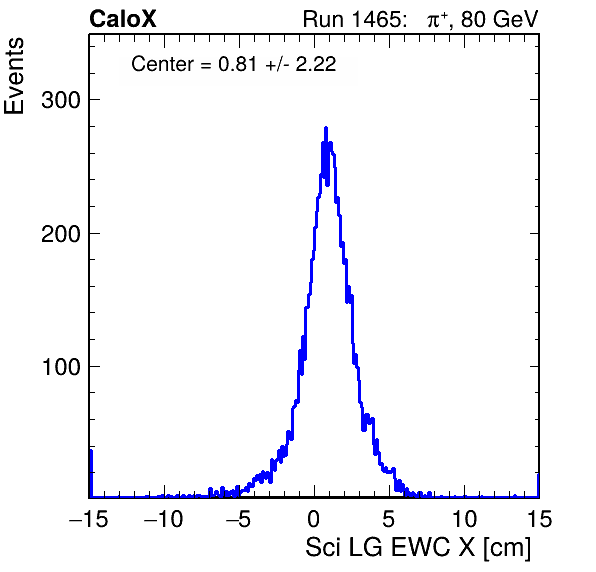 CaloX Run 1465: π⁺, 80 GeV
Center = 0.81 +/- 2.22
Events
300
200
100
−15 −10 −5 0 5 10 15
Sci LG EWC X [cm]